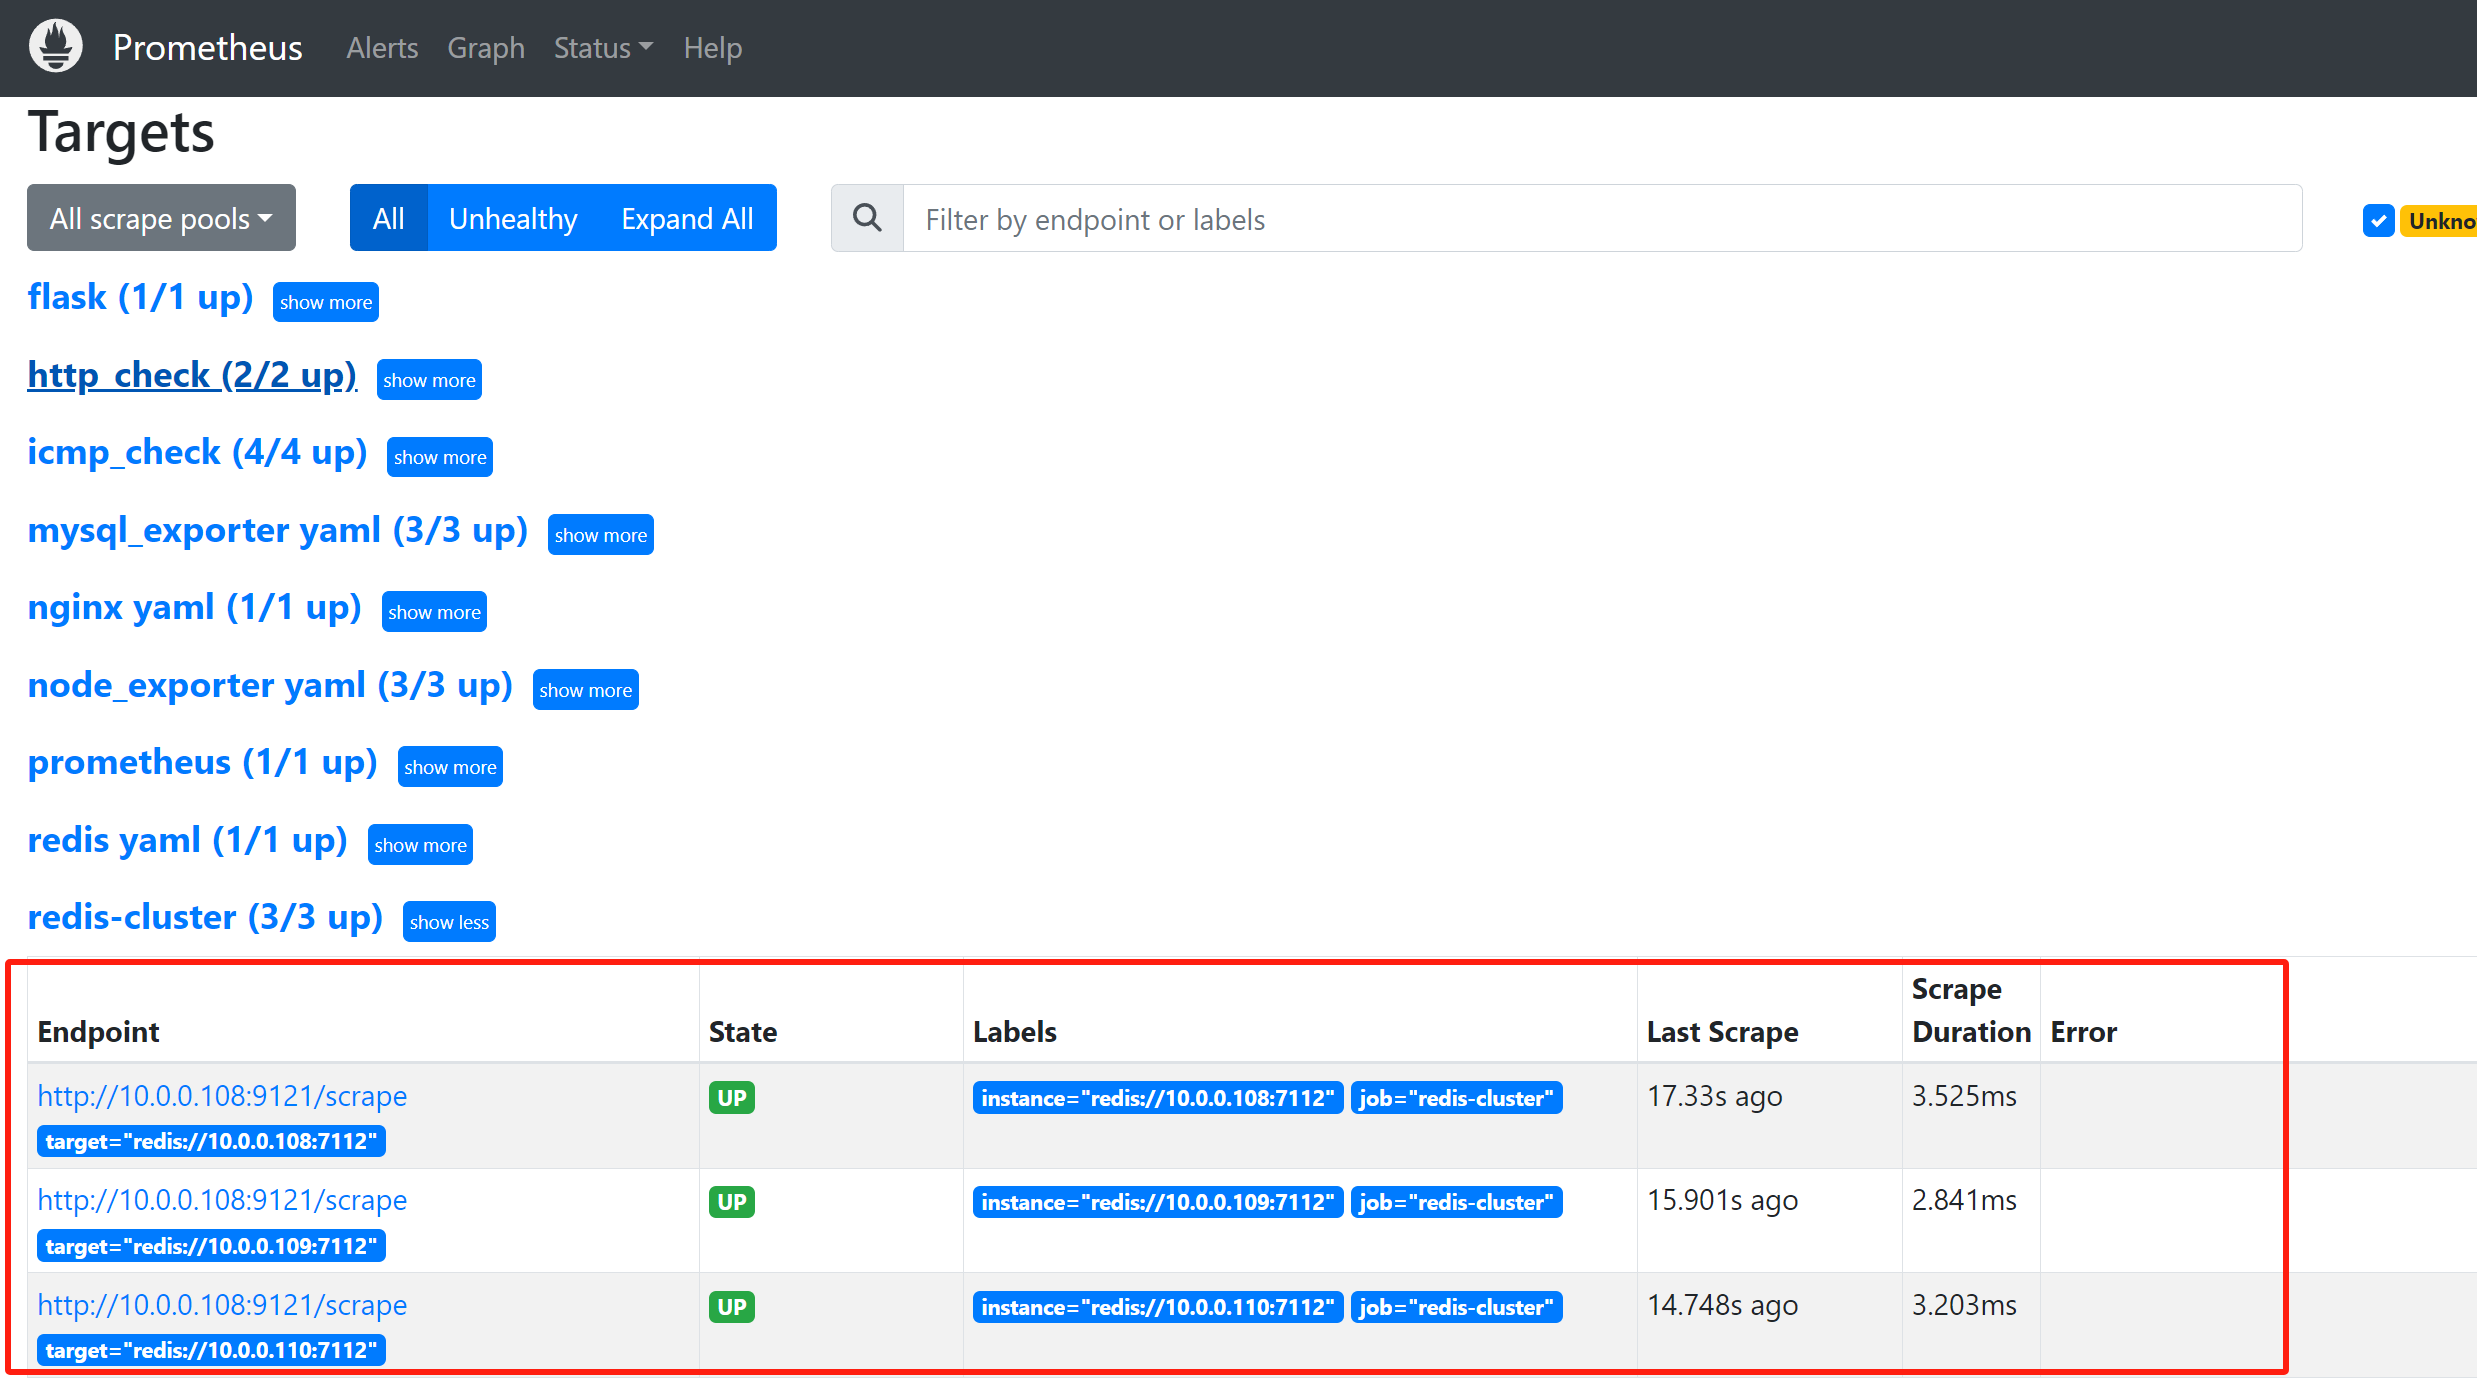 Prometheus Alerts Graph Status Help
Targets
All scrape pools All Unhealthy Expand All Filter by endpoint or labels Unkno
flask (1/1 up) show more
http_check (2/2 up) show more
icmp_check (4/4 up) show more
mysql_exporter yaml (3/3 up) show more
nginx yaml (1/1 up) show more
node_exporter yaml (3/3 up) show more
prometheus (1/1 up) show more
redis yaml (1/1 up) show more
redis-cluster (3/3 up) show less
Endpoint State Labels Last Scrape Scrape Duration Error
http://10.0.0.108:9121/scrape UP instance="redis://10.0.0.108:7112" job="redis-cluster" 17.33s ago 3.525ms
target="redis://10.0.0.108:7112"
http://10.0.0.108:9121/scrape UP instance="redis://10.0.0.109:7112" job="redis-cluster" 15.901s ago 2.841ms
target="redis://10.0.0.109:7112"
http://10.0.0.108:9121/scrape UP instance="redis://10.0.0.110:7112" job="redis-cluster" 14.748s ago 3.203ms
target="redis://10.0.0.110:7112"